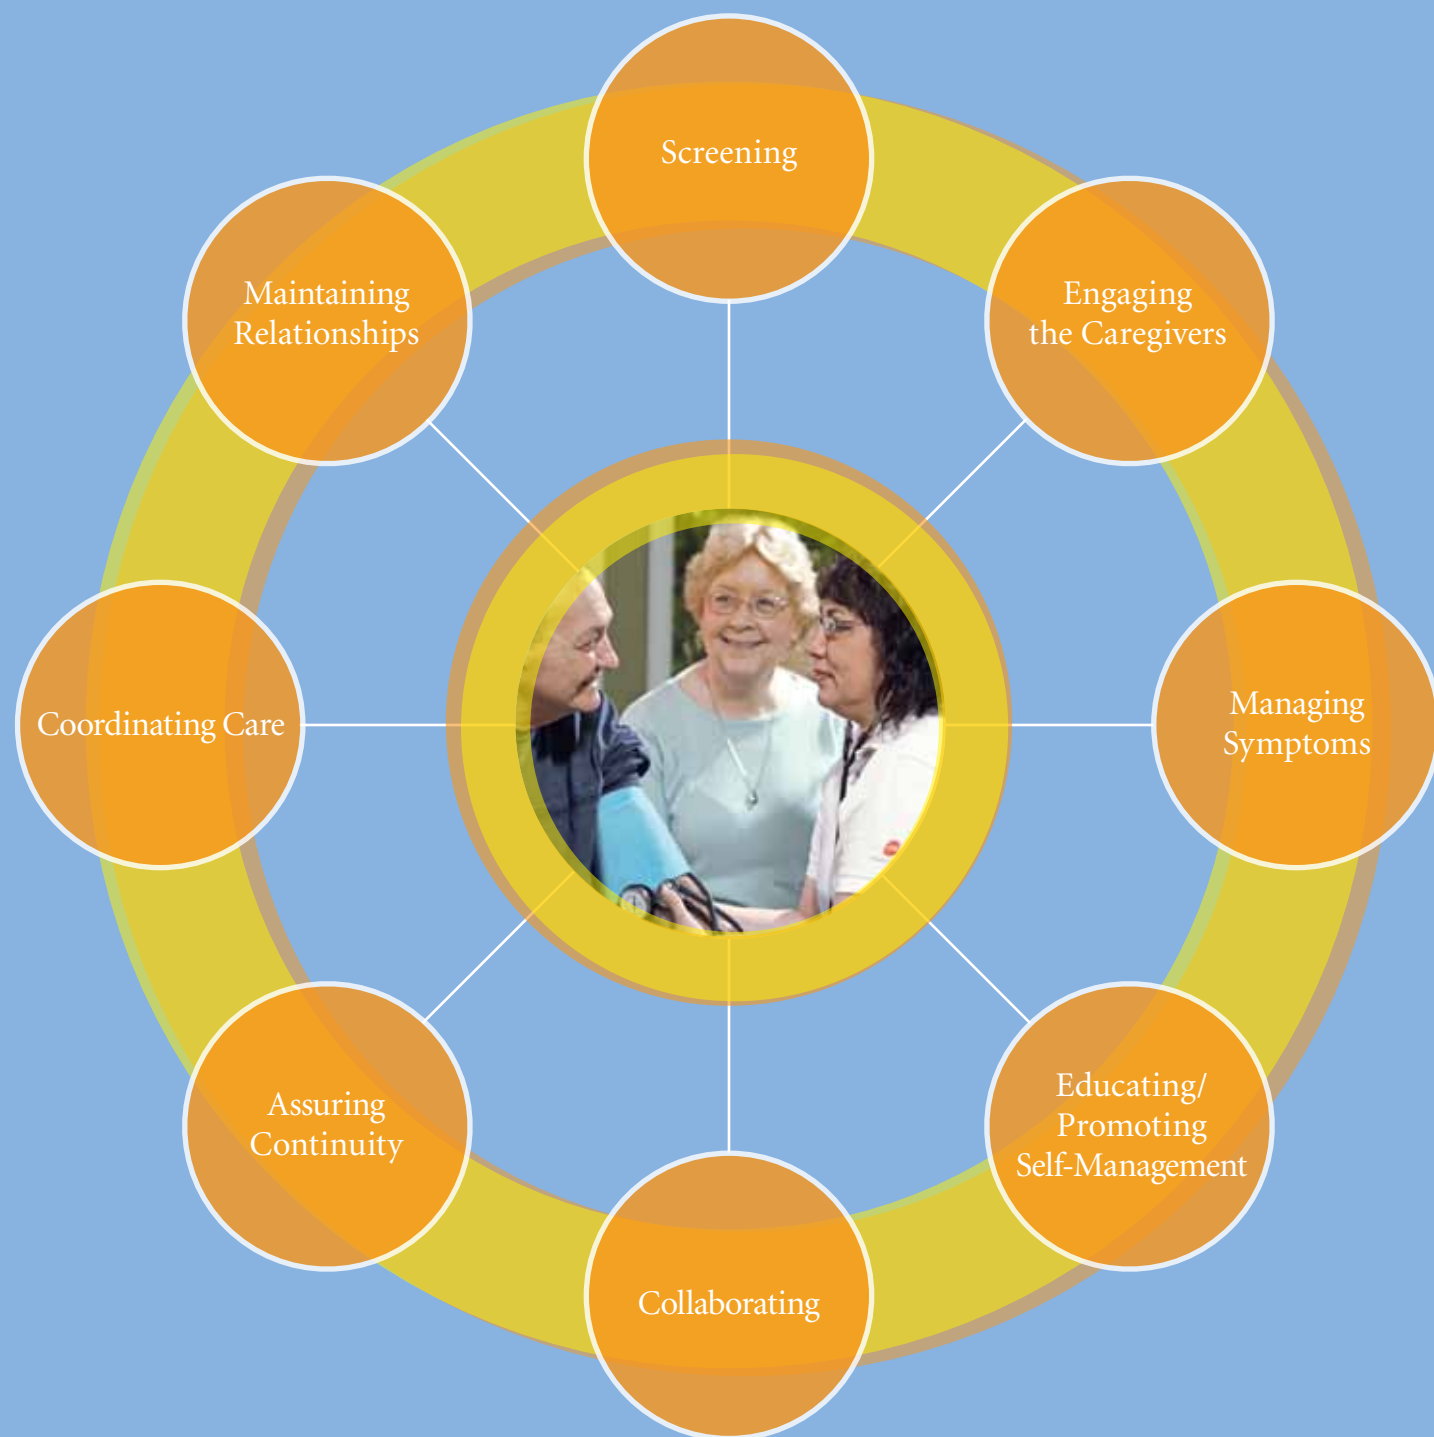 Screening
Engaging
the Caregivers
Managing
Symptoms
Educating/
Promoting
Self-Management
Collaborating
Assuring
Continuity
Coordinating Care
Maintaining
Relationships